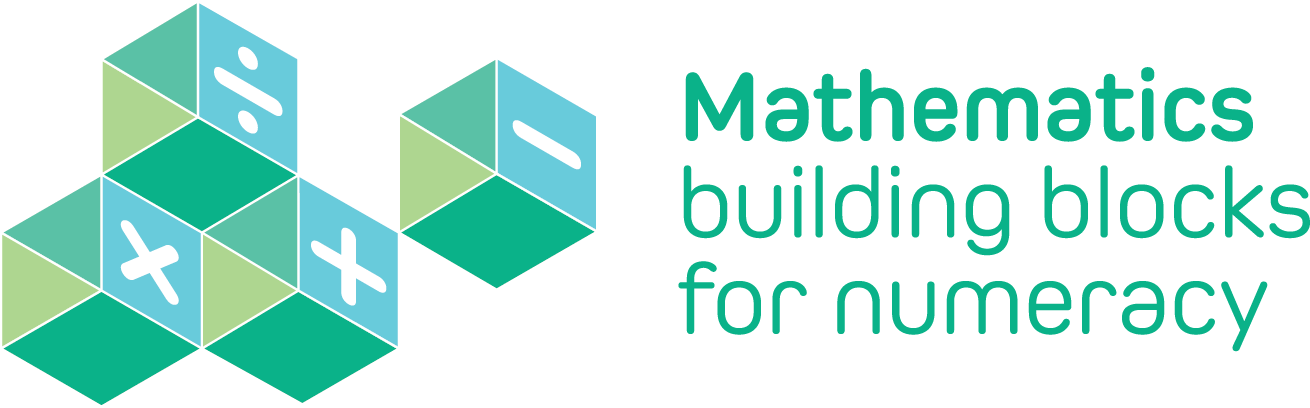 ÷
−
× +
Mathematics
building blocks
for numeracy